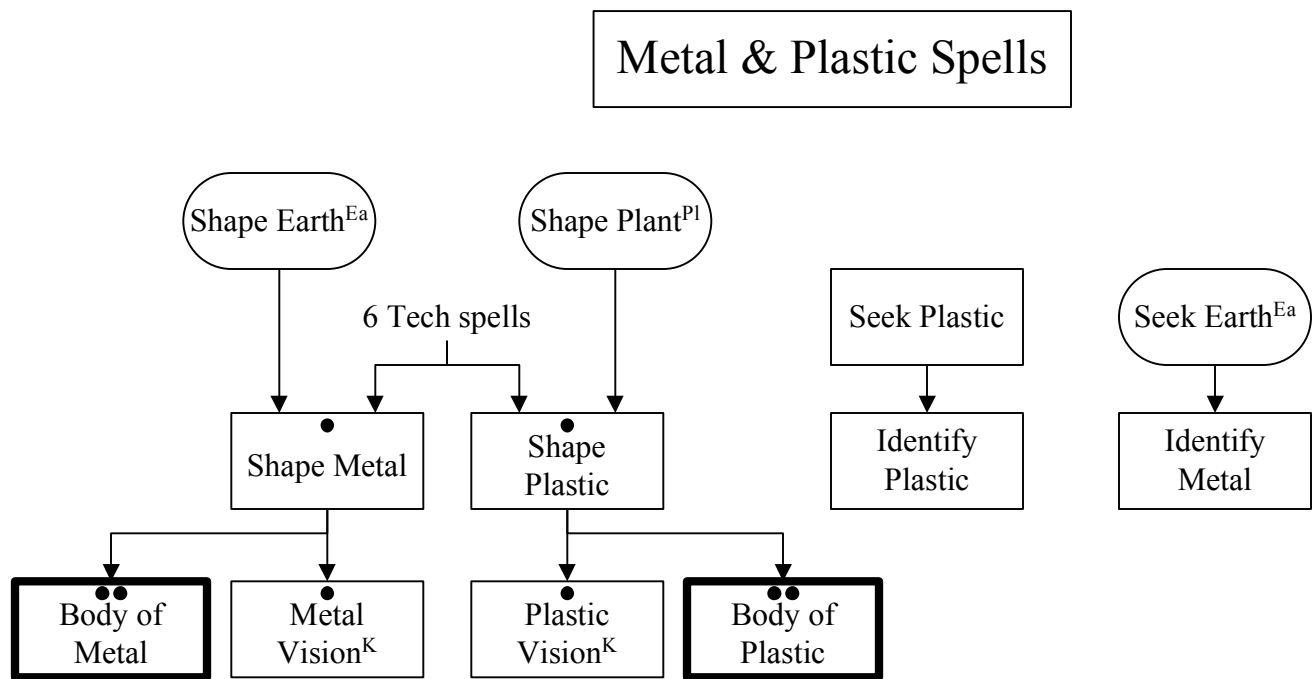 Metal & Plastic Spells
Shape Earth^Ea
Shape Plant^Pl
6 Tech spells
Seek Plastic
Seek Earth^Ea
Shape Metal
Shape
Plastic
Identify
Plastic
Identify
Metal
Body of
Metal
Metal
Vision^K
Plastic
Vision^K
Body of
Plastic